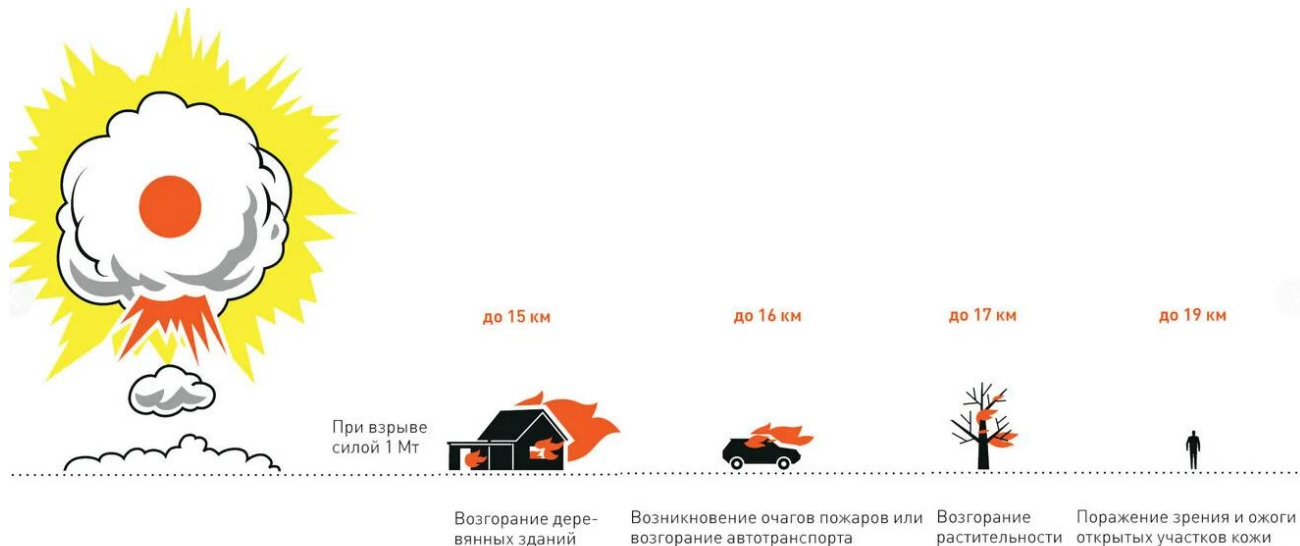 до 15 км
до 16 км
до 17 км
до 19 км
При взрыве
силой 1 Мт
Возгорание дере-
вянных зданий
Возникновение очагов пожаров или
возгорание автотранспорта
Возгорание
растительности
Поражение зрения и ожоги
открытых участков кожи